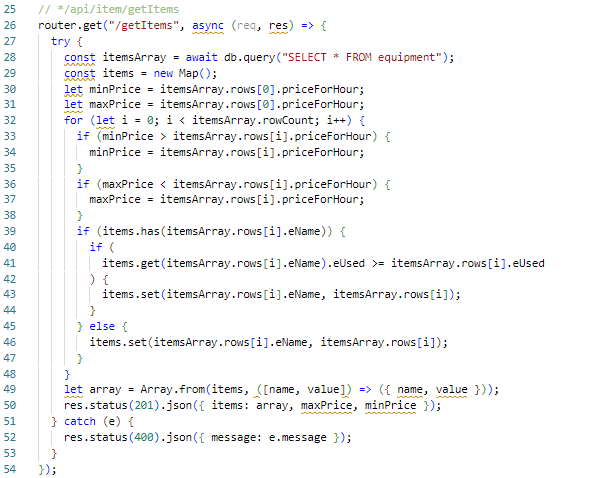 25 // */api/item/getItems
26 router.get("/getItems", async (req, res) => {
27 try {
28 const itemsArray = await db.query("SELECT * FROM equipment");
29 const items = new Map();
30 let minPrice = itemsArray.rows[0].priceForHour;
31 let maxPrice = itemsArray.rows[0].priceForHour;
32 for (let i = 0; i < itemsArray.rowCount; i++) {
33 if (minPrice > itemsArray.rows[i].priceForHour) {
34 minPrice = itemsArray.rows[i].priceForHour;
35 }
36 if (maxPrice < itemsArray.rows[i].priceForHour) {
37 maxPrice = itemsArray.rows[i].priceForHour;
38 }
39 if (items.has(itemsArray.rows[i].eName)) {
40 if (
41 items.get(itemsArray.rows[i].eName).eUsed >= itemsArray.rows[i].eUsed
42 ) {
43 items.set(itemsArray.rows[i].eName, itemsArray.rows[i]);
44 }
45 } else {
46 items.set(itemsArray.rows[i].eName, itemsArray.rows[i]);
47 }
48 }
49 let array = Array.from(items, ([name, value]) => ({ name, value }));
50 res.status(201).json({ items: array, maxPrice, minPrice });
51 } catch (e) {
52 res.status(400).json({ message: e.message });
53 }
54 });